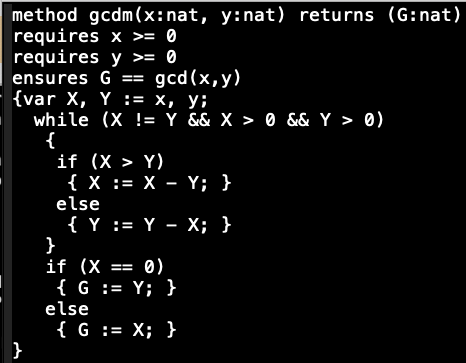 method gcdm(x:nat, y:nat) returns (G:nat)
requires x >= 0
requires y >= 0
ensures G == gcd(x,y)
{var X, Y := x, y;
  while (X != Y && X > 0 && Y > 0)
   {
    if (X > Y)
     { X := X - Y; }
    else
     { Y := Y - X; }
   }
   if (X == 0)
    { G := Y; }
   else
    { G := X; }
}